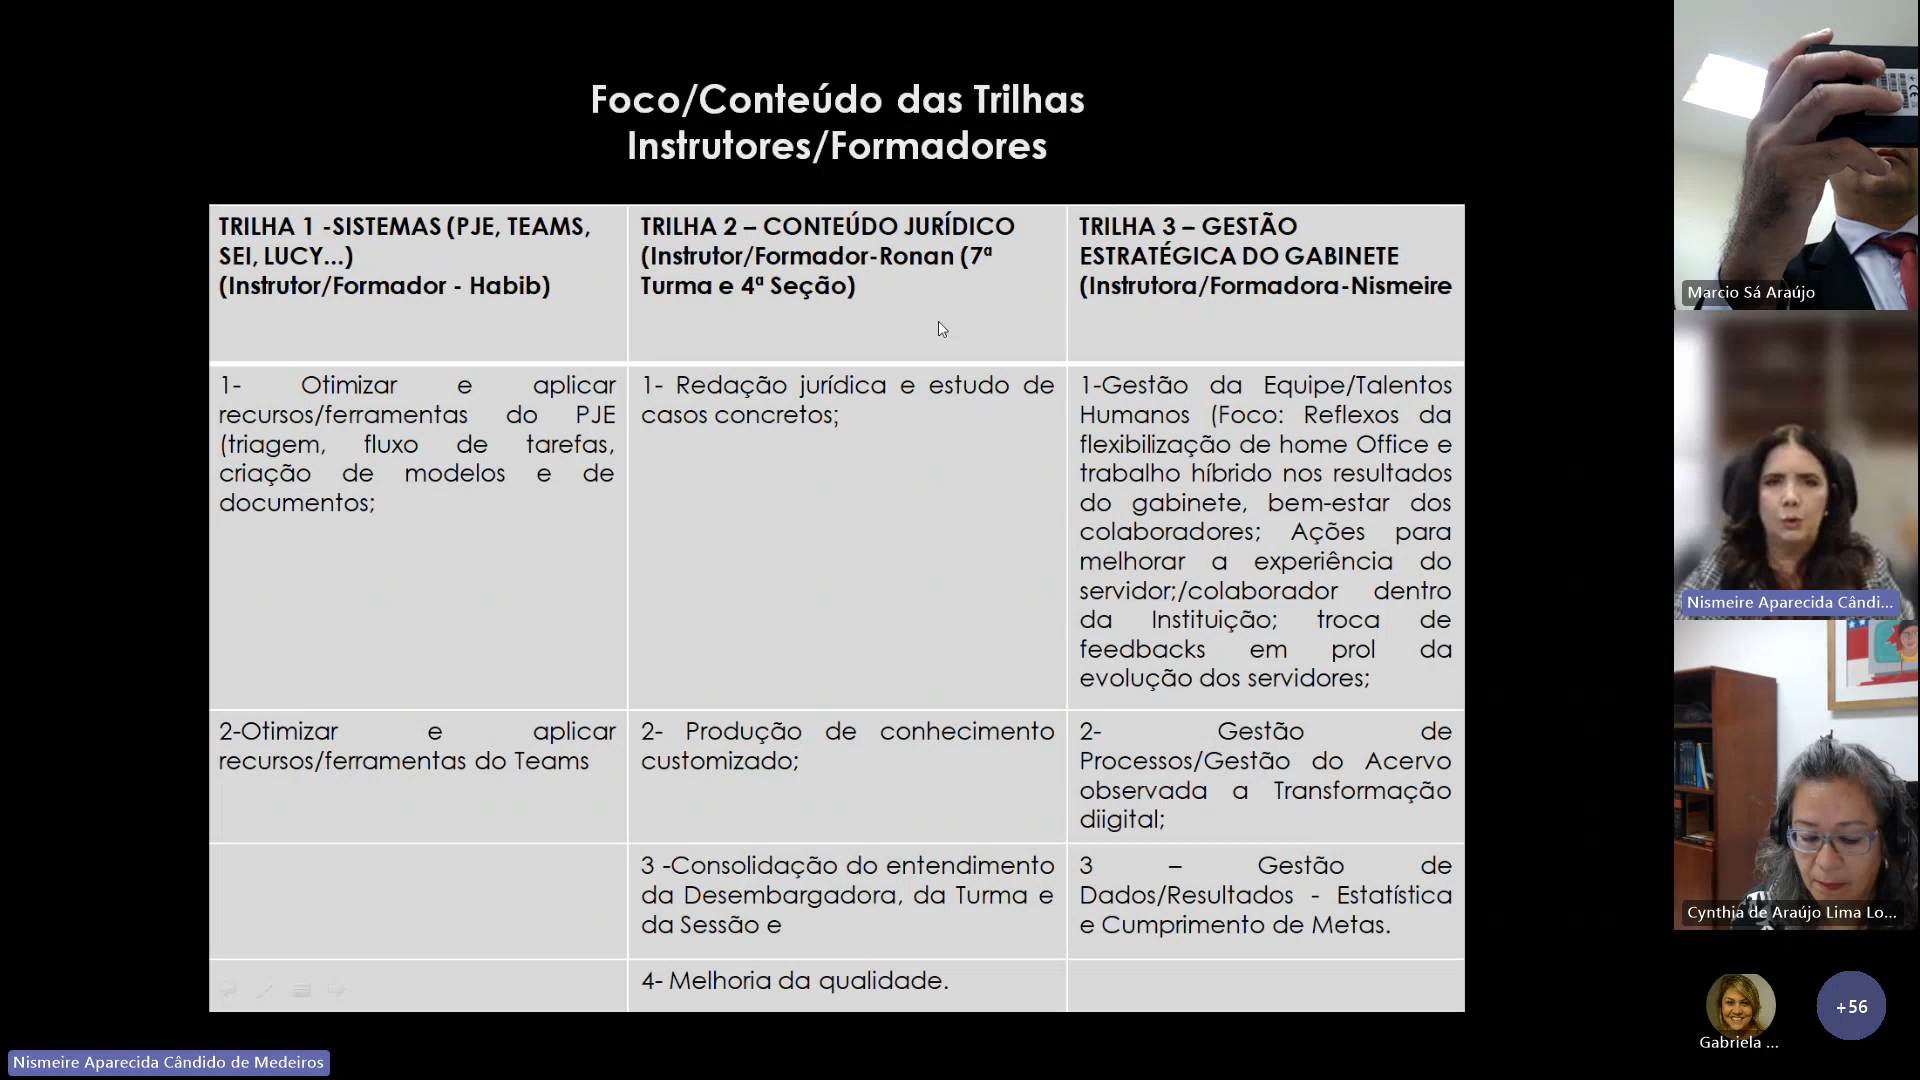 Foco/Conteúdo das Trilhas
Instrutores/Formadores
TRILHA 1 -SISTEMAS (PJE, TEAMS,
SEI, LUCY...)
(Instrutor/Formador - Habib)
TRILHA 2 – CONTEÚDO JURÍDICO
(Instrutor/Formador-Ronan (7ª
Turma e 4ª Seção)
TRILHA 3 – GESTÃO
ESTRATÉGICA DO GABINETE
(Instrutora/Formadora-Nismeire
1- Otimizar e aplicar
recursos/ferramentas do PJE
(triagem, fluxo de tarefas,
criação de modelos e de
documentos;
1- Redação jurídica e estudo de
casos concretos;
1-Gestão da Equipe/Talentos
Humanos (Foco: Reflexos da
flexibilização de home Office e
trabalho híbrido nos resultados
do gabinete, bem-estar dos
colaboradores; Ações para
melhorar a experiência do
servidor;/colaborador dentro
da Instituição; troca de
feedbacks em prol da
evolução dos servidores;
2-Otimizar e aplicar
recursos/ferramentas do Teams
2- Produção de conhecimento
customizado;
2- Gestão de
Processos/Gestão do Acervo
observada a Transformação
diigital;
3 -Consolidação do entendimento
da Desembargadora, da Turma e
da Sessão e
3 – Gestão de
Dados/Resultados - Estatística
e Cumprimento de Metas.
4- Melhoria da qualidade.
Marcio Sá Araújo
Nismeire Aparecida Cândi...
Cynthia de Araújo Lima Lo...
Gabriela ...
+56
Nismeire Aparecida Cândido de Medeiros